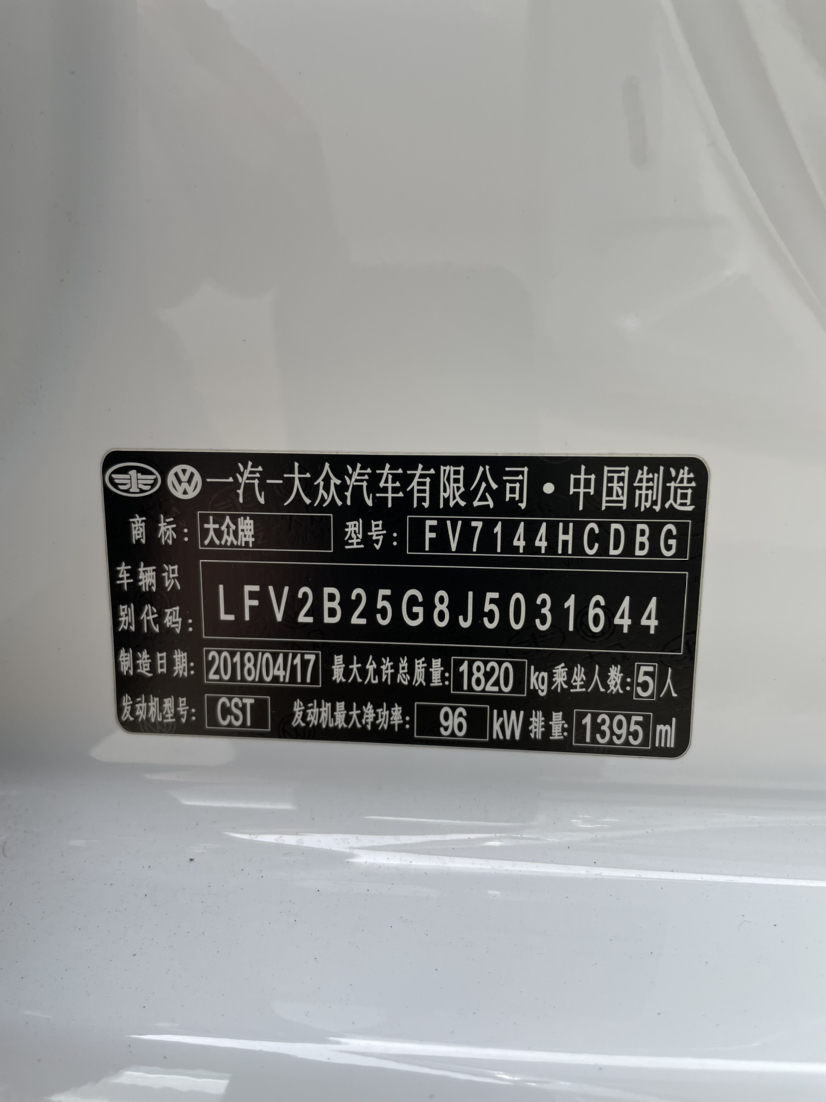 一汽-大众汽车有限公司·中国制造
商标: 大众牌 型号: FV7144HCDBG
车辆识
别代码: LFV2B25G8J5031644
制造日期: 2018/04/17 最大允许总质量: 1820 kg 乘坐人数: 5 人
发动机型号: CST 发动机最大净功率: 96 kW 排量: 1395 ml